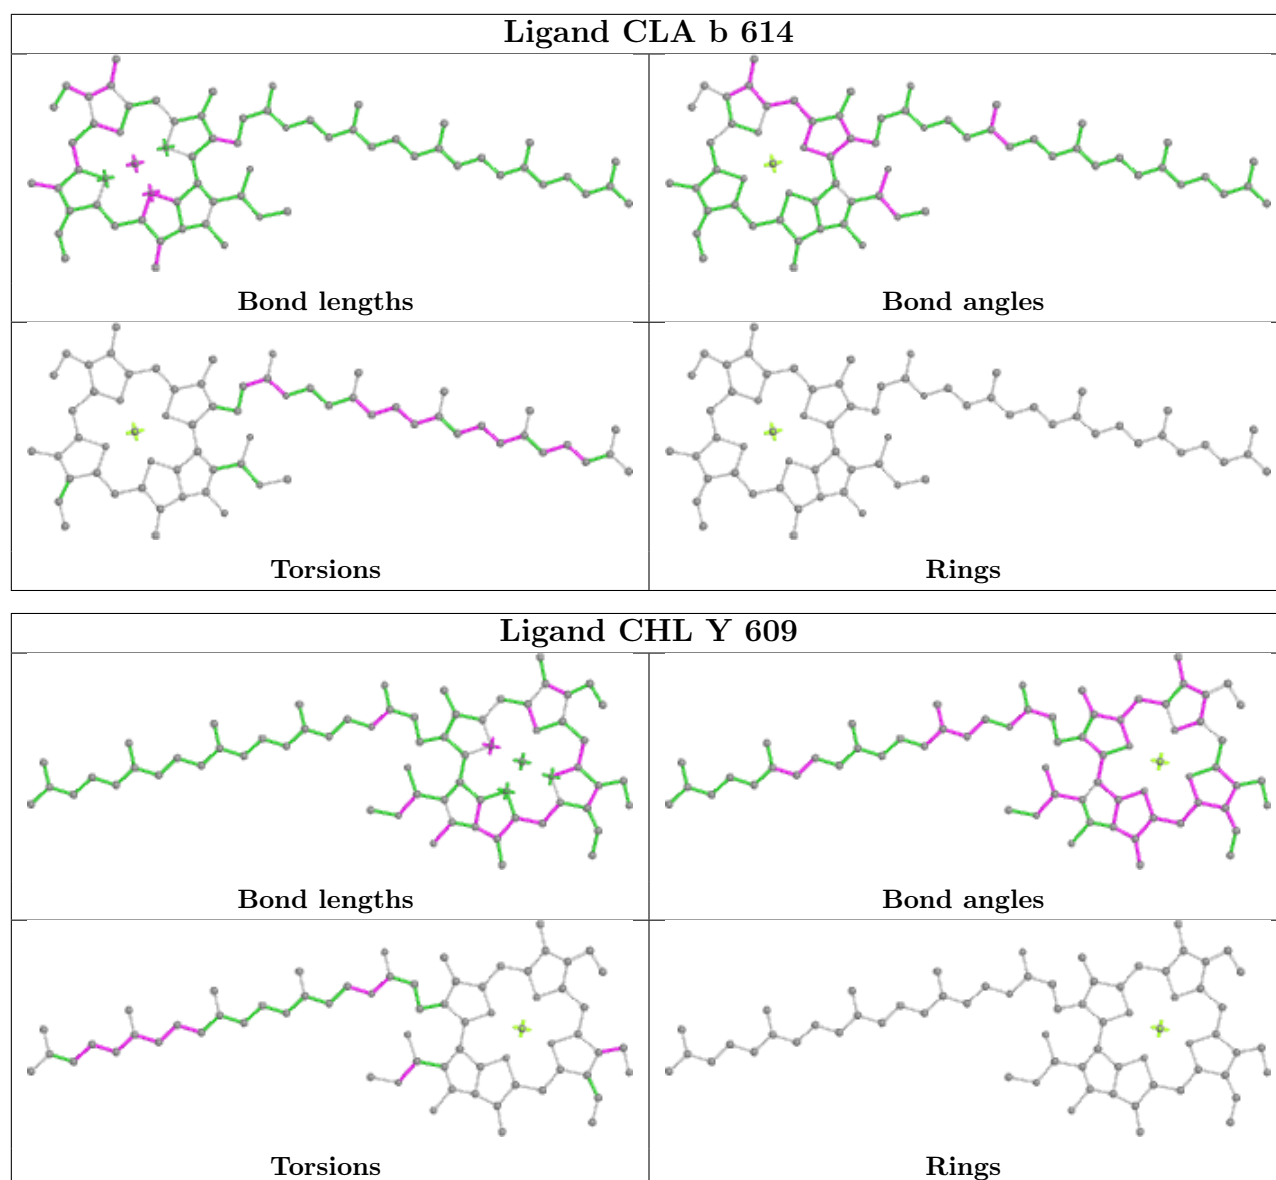 Ligand CLA b 614
Bond lengths
Bond angles
Torsions
Rings
Ligand CHL Y 609
Bond lengths
Bond angles
Torsions
Rings